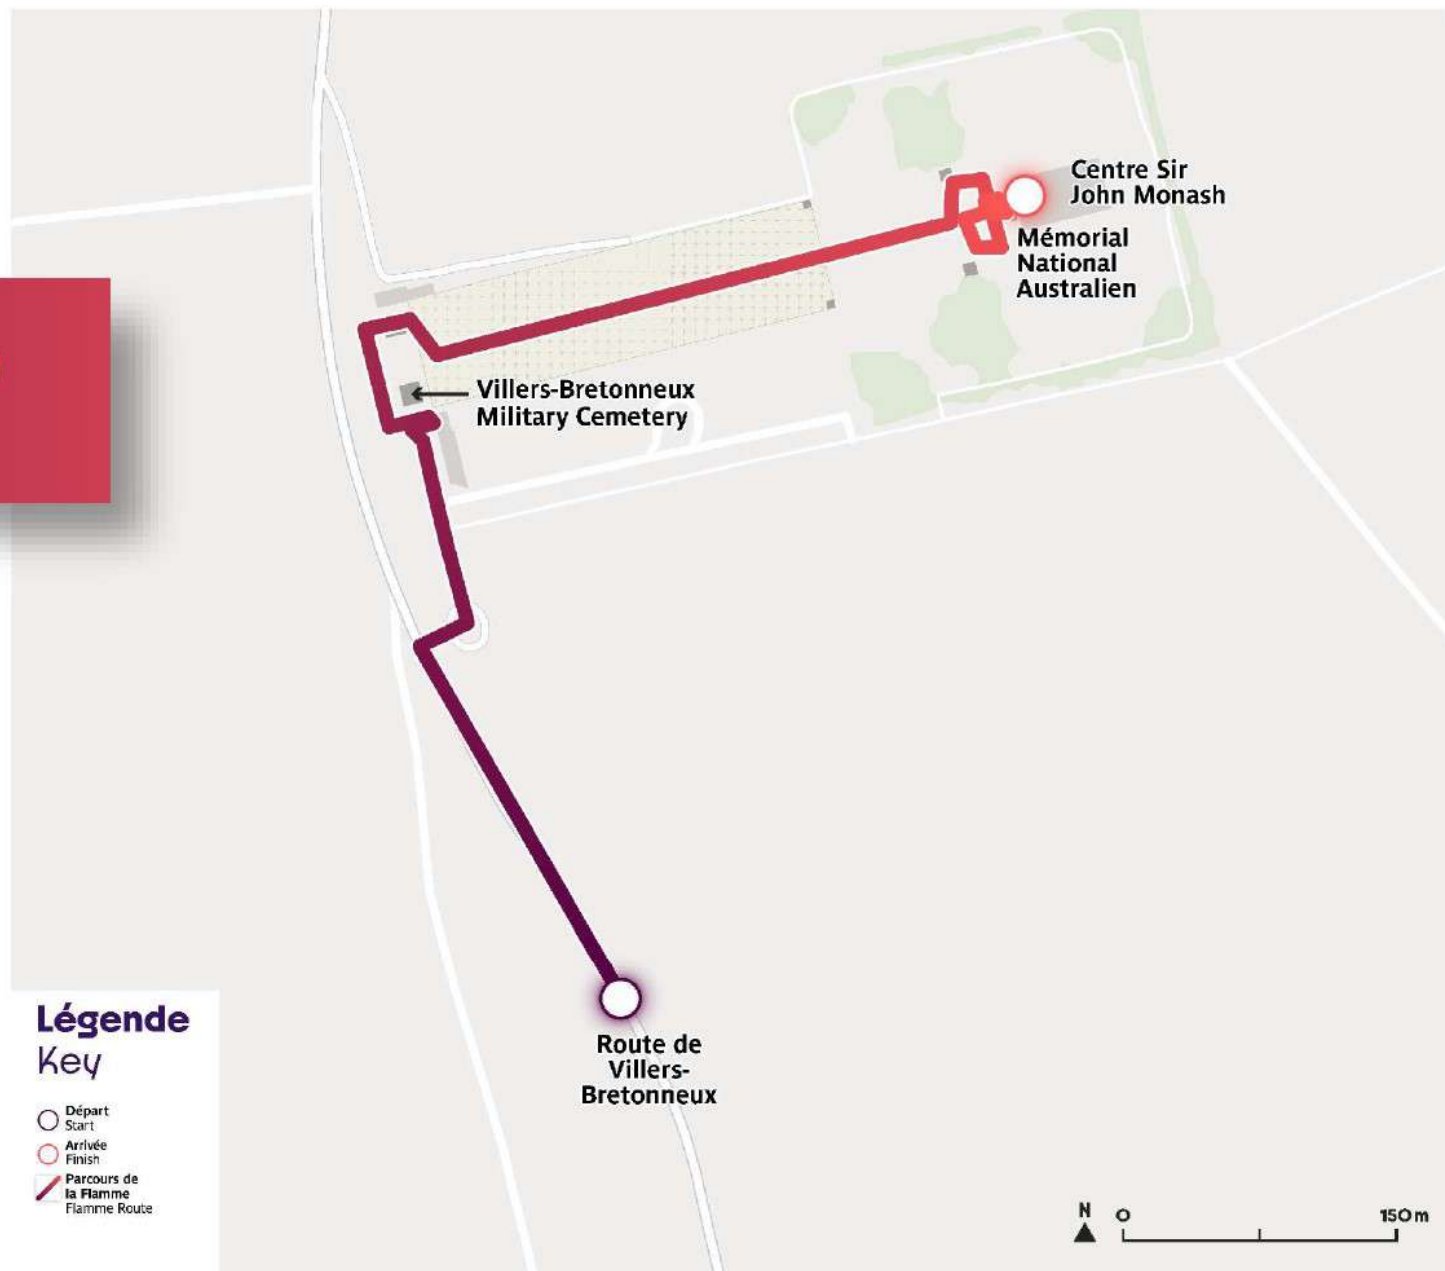 Centre Sir
John Monash
Mémorial
National
Australien
Villers-Bretonneux
Military Cemetery
Route de
Villers-
Bretonneux
Légende
Key
Départ
Start
Arrivée
Finish
Parcours de
la Flamme
Flamme Route
N
0
150 m